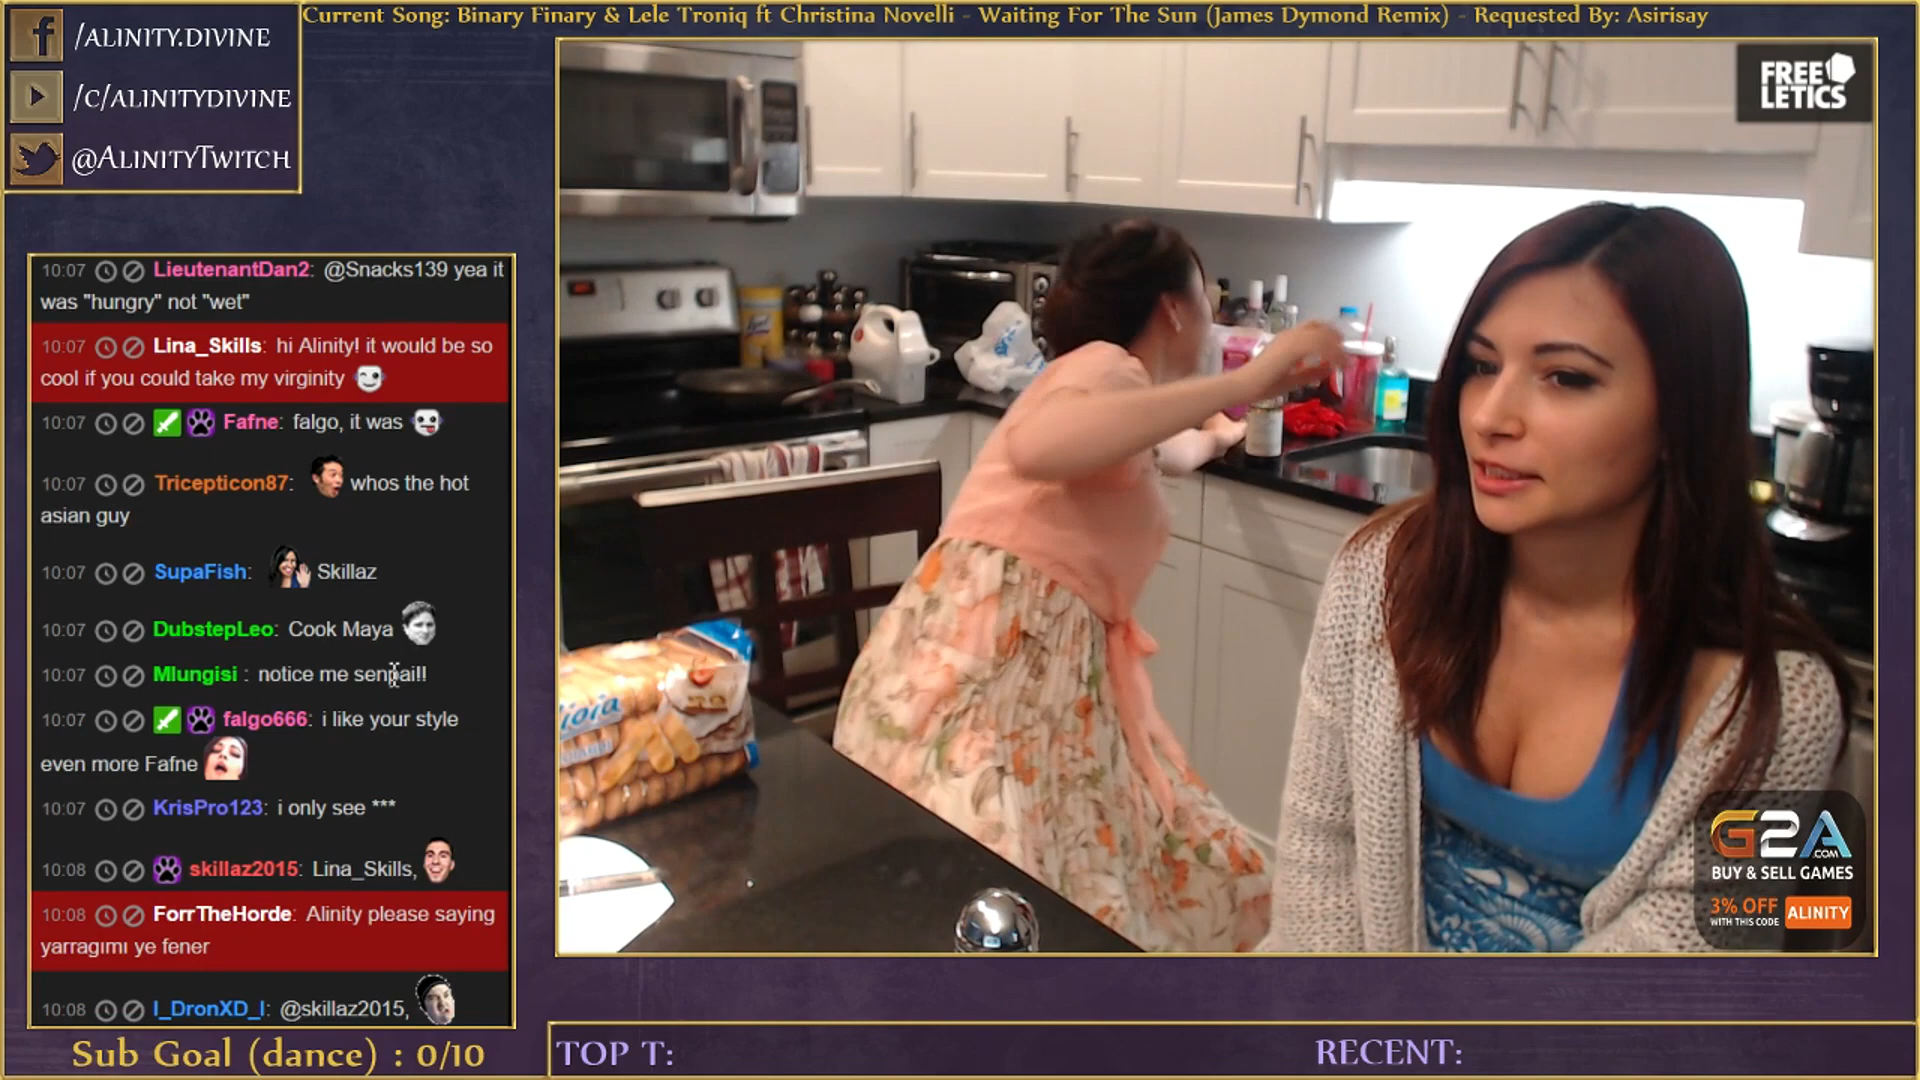 Current Song: Binary Finary & Lele Troniq ft Christina Novelli - Waiting For The Sun (James Dymond Remix) - Requested By: Asirisay
/ALINITY.DIVINE
/C/ALINITYDIVINE
@ALINITYTWITCH
10:07 LieutenantDan2: @Snacks139 yea it
was "hungry" not "wet"
10:07 Lina_Skills: hi Alinity! it would be so
cool if you could take my virginity
10:07 Fafne: falgo, it was
10:07 Tricepticon87: whos the hot
asian guy
10:07 SupaFish: Skillaz
10:07 DubstepLeo: Cook Maya
10:07 Mlungisi : notice me senpai!!
10:07 falgo666: i like your style
even more Fafne
10:07 KrisPro123: i only see ***
10:08 skillaz2015: Lina_Skills,
10:08 ForrTheHorde: Alinity please saying
yarragımı ye fener
10:08 I_DronXD_I: @skillaz2015,
Sub Goal (dance) : 0/10
FREE
LETICS
Lysol
G2A
.COM
BUY & SELL GAMES
3% OFF
WITH THIS CODE
ALINITY
TOP T:
RECENT: